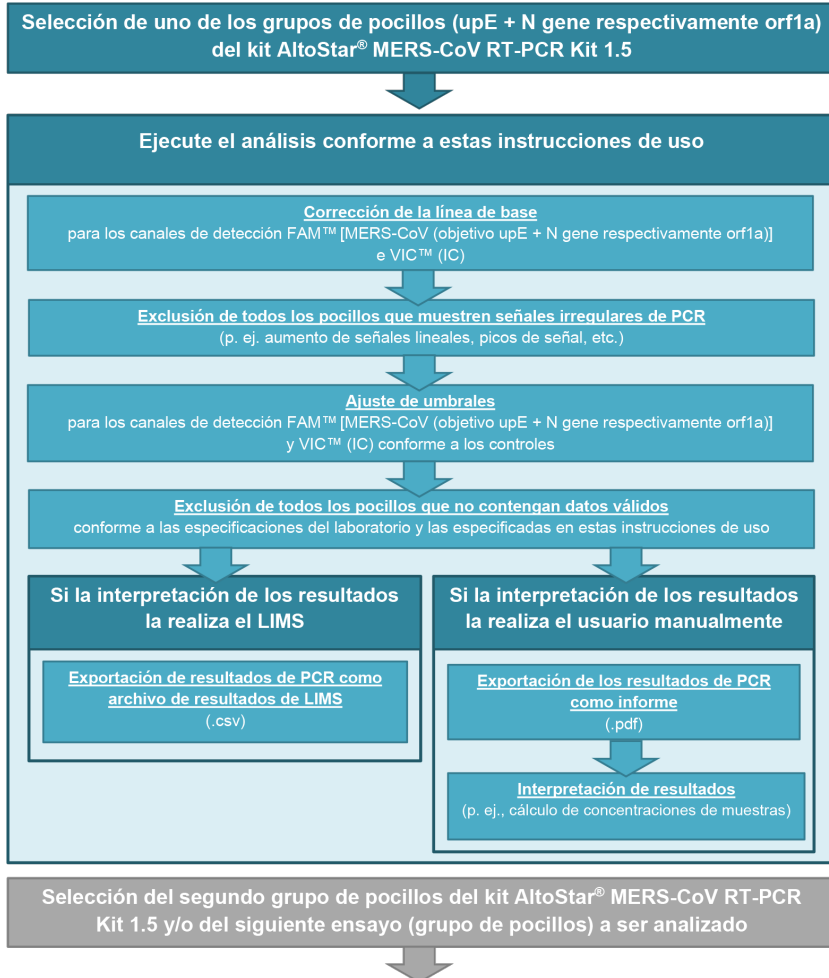 Selección de uno de los grupos de pocillos (upE + N gene respectivamente orf1a)
del kit AltoStar® MERS-CoV RT-PCR Kit 1.5
Ejecute el análisis conforme a estas instrucciones de uso
Corrección de la línea de base
para los canales de detección FAM™ [MERS-CoV (objetivo upE + N gene respectivamente orf1a)]
e VIC™ (IC)
Exclusión de todos los pocillos que muestren señales irregulares de PCR
(p. ej. aumento de señales lineales, picos de señal, etc.)
Ajuste de umbrales
para los canales de detección FAM™ [MERS-CoV (objetivo upE + N gene respectivamente orf1a)]
y VIC™ (IC) conforme a los controles
Exclusión de todos los pocillos que no contengan datos válidos
conforme a las especificaciones del laboratorio y las especificadas en estas instrucciones de uso
Si la interpretación de los resultados
la realiza el LIMS
Exportación de resultados de PCR como
archivo de resultados de LIMS
(.csv)
Si la interpretación de los resultados
la realiza el usuario manualmente
Exportación de los resultados de PCR
como informe
(.pdf)
Interpretación de resultados
(p. ej., cálculo de concentraciones de muestras)
Selección del segundo grupo de pocillos del kit AltoStar® MERS-CoV RT-PCR
Kit 1.5 y/o del siguiente ensayo (grupo de pocillos) a ser analizado